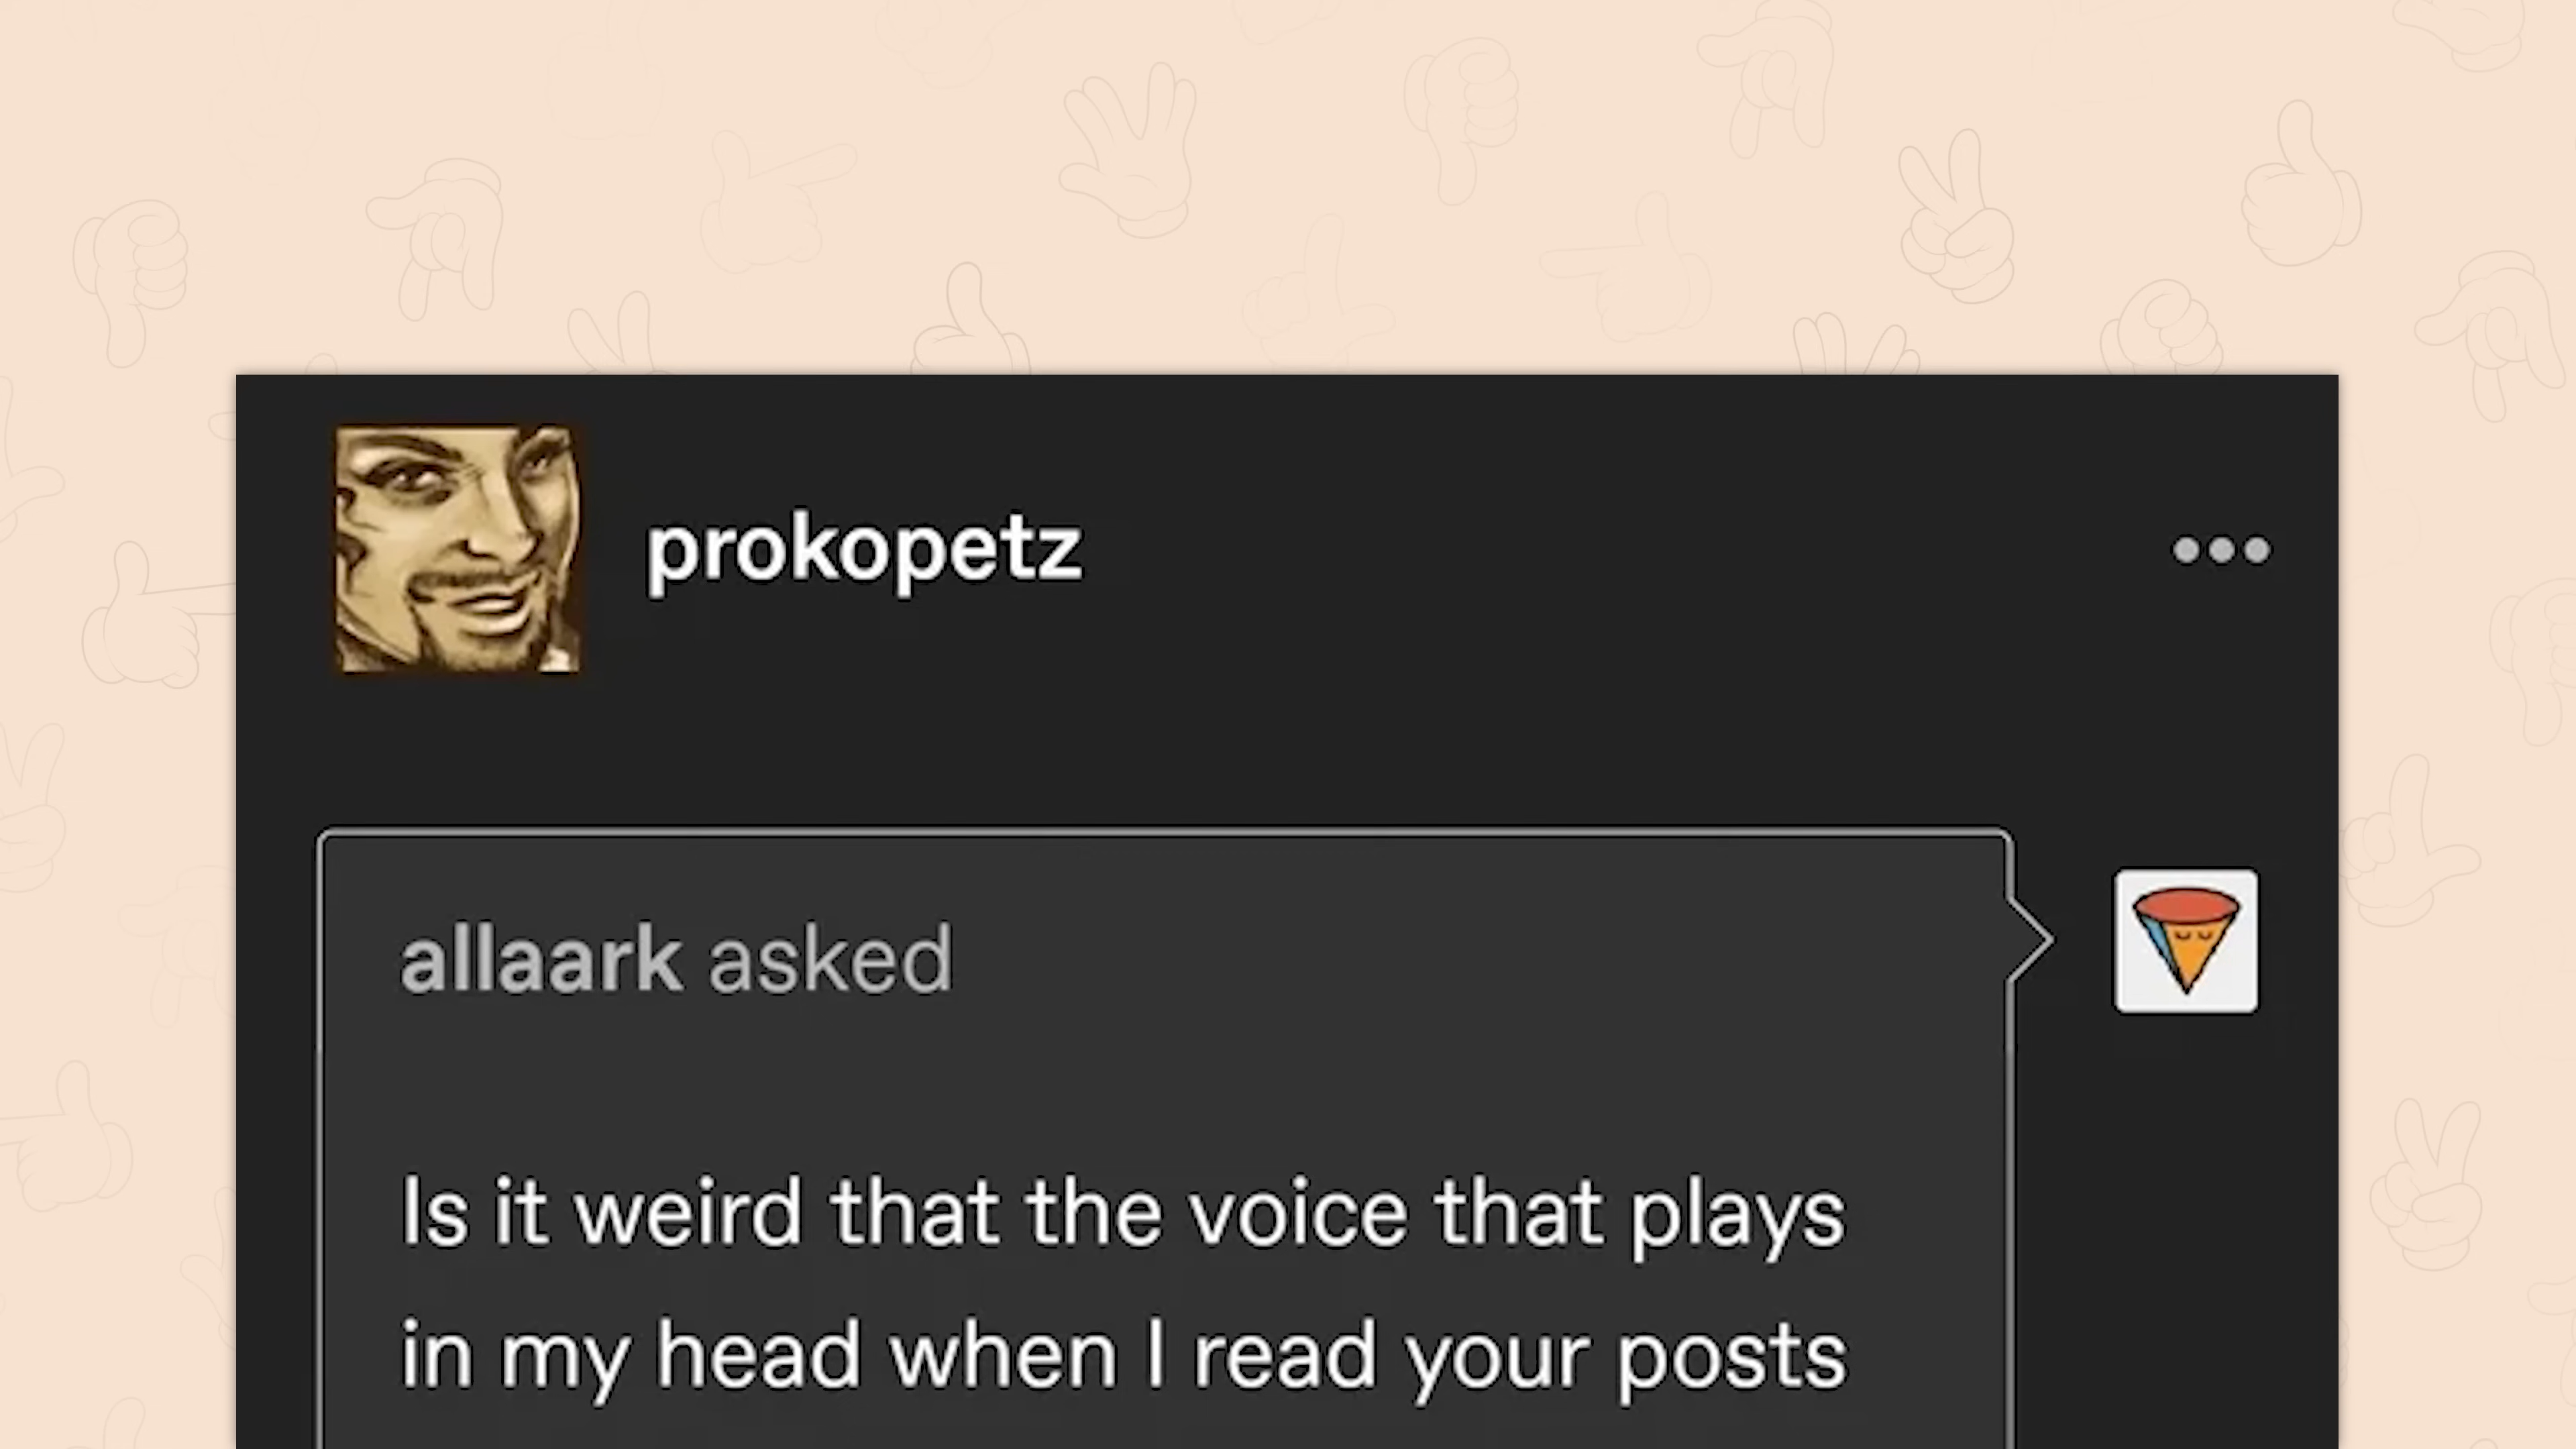 prokopetz
allaark asked
Is it weird that the voice that plays
in my head when I read your posts